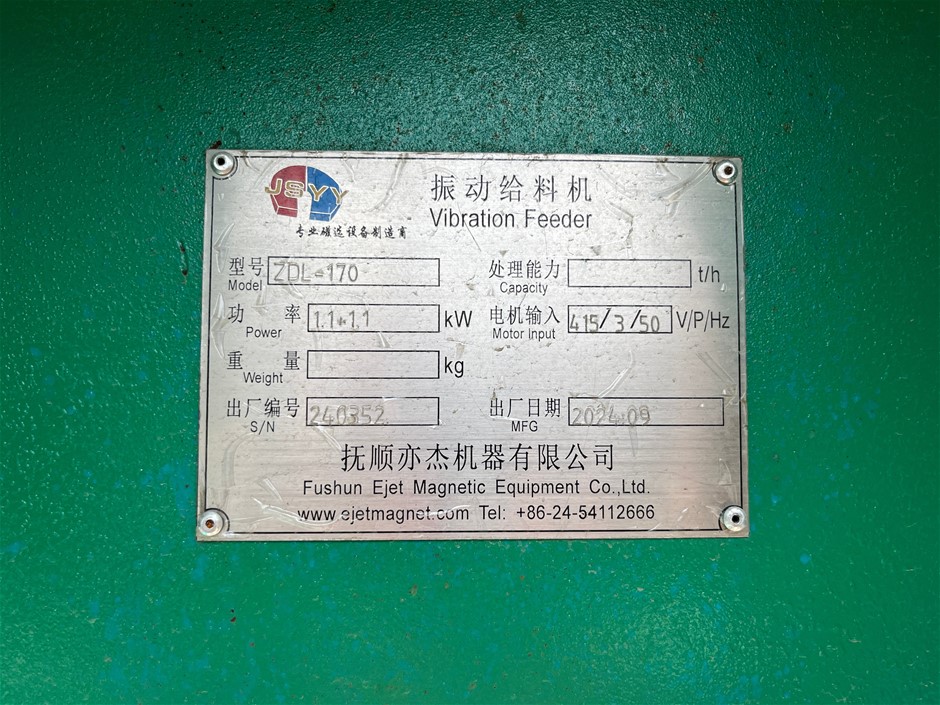 JSYY
专业磁选设备制造商
振动给料机
Vibration Feeder
型号 ZDL-170
Model
处理能力 t/h
Capacity
功率 1.1+1.1 kW
Power
电机输入 415/3/50 V/P/Hz
Motor Input
重量 kg
Weight
出厂编号 240352
S/N
出厂日期 2024.09
MFG
抚顺亦杰机器有限公司
Fushun Ejet Magnetic Equipment Co.,Ltd.
www.ejetmagnet.com Tel: +86-24-54112666